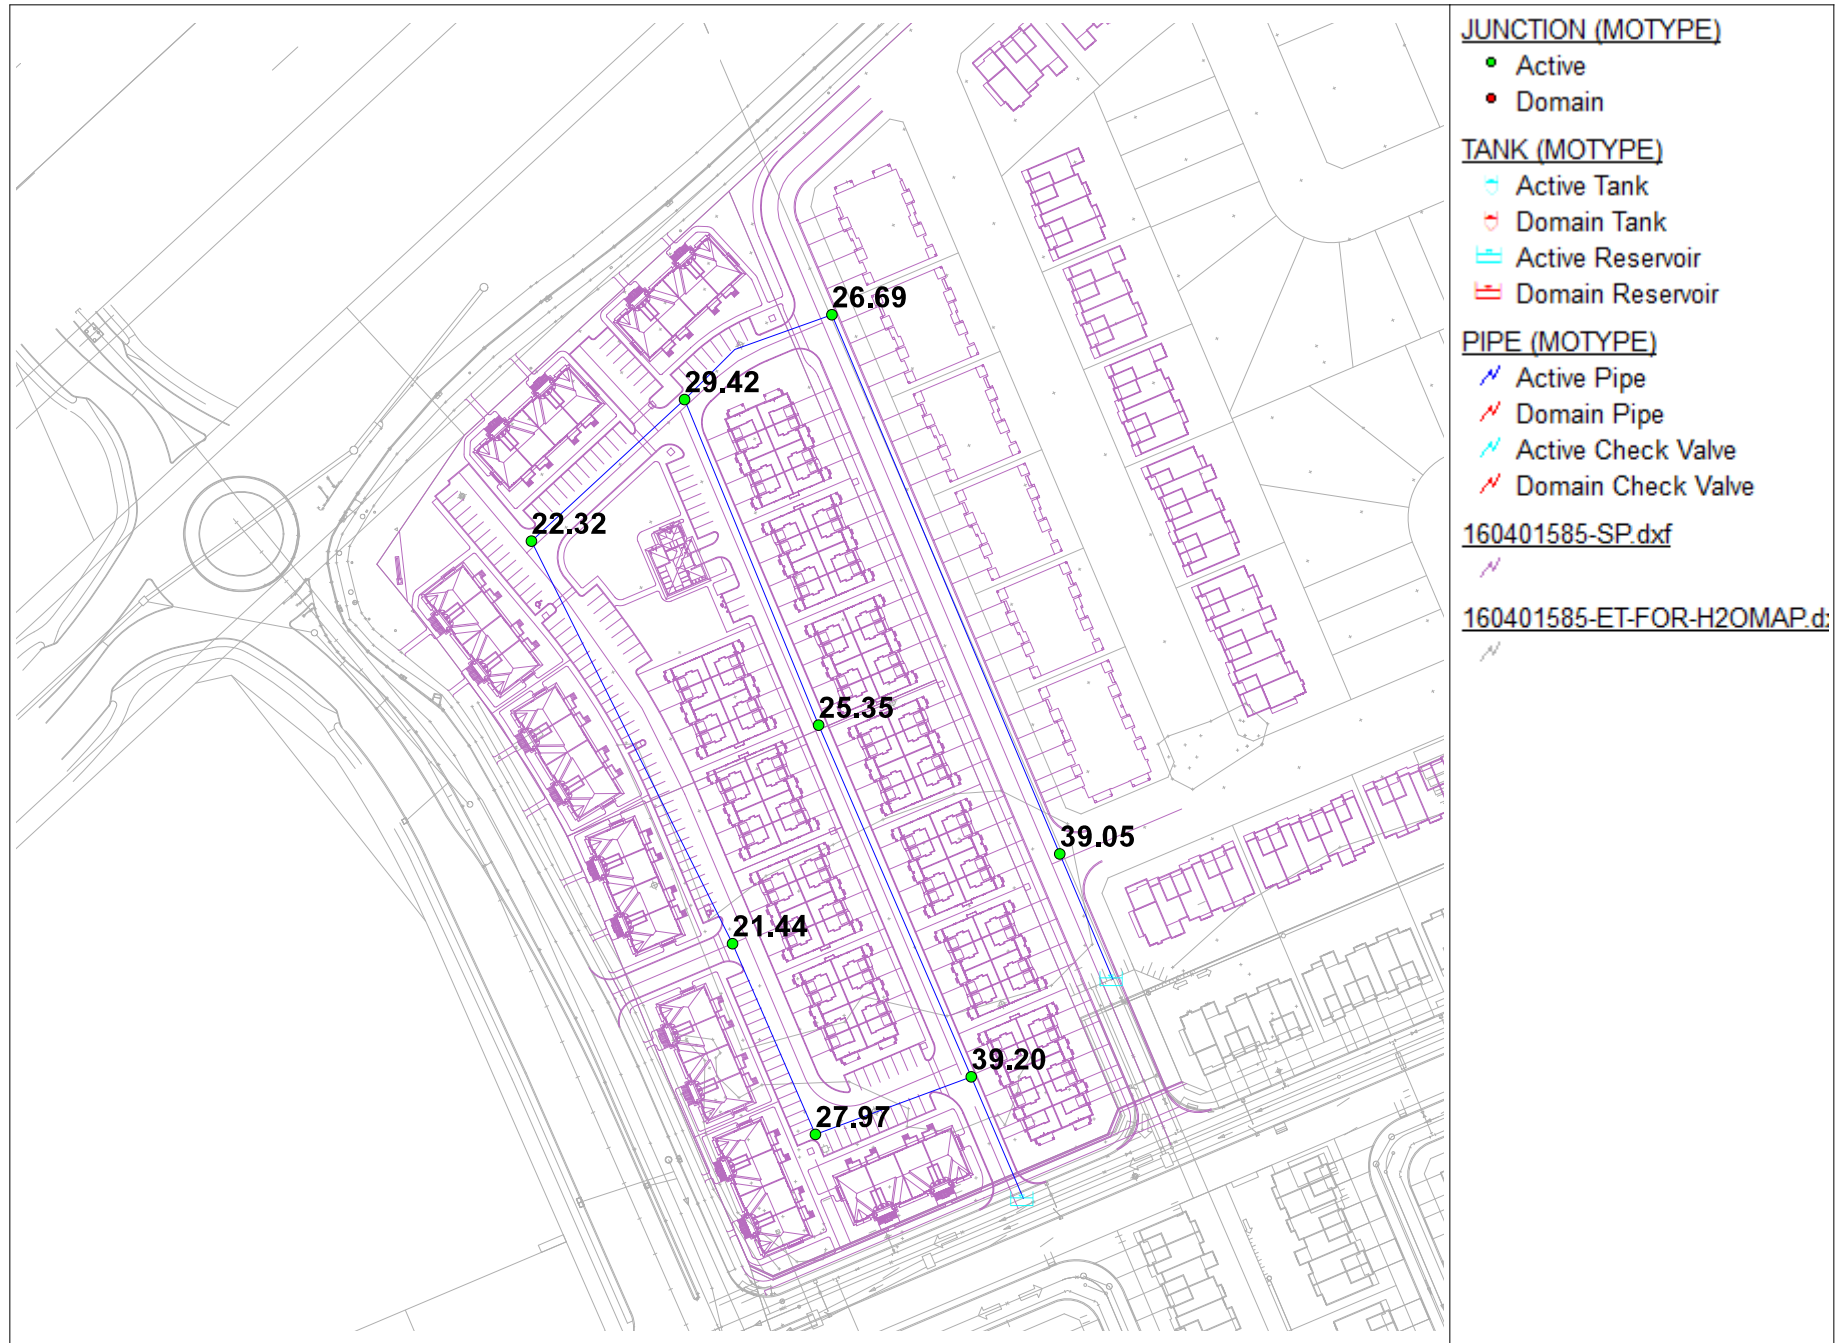 JUNCTION (MOTYPE)
Active
Domain
TANK (MOTYPE)
Active Tank
Domain Tank
Active Reservoir
Domain Reservoir
PIPE (MOTYPE)
Active Pipe
Domain Pipe
Active Check Valve
Domain Check Valve
160401585-SP.dxf
160401585-ET-FOR-H2OMAP.d
26.69
29.42
22.32
25.35
39.05
21.44
39.20
27.97